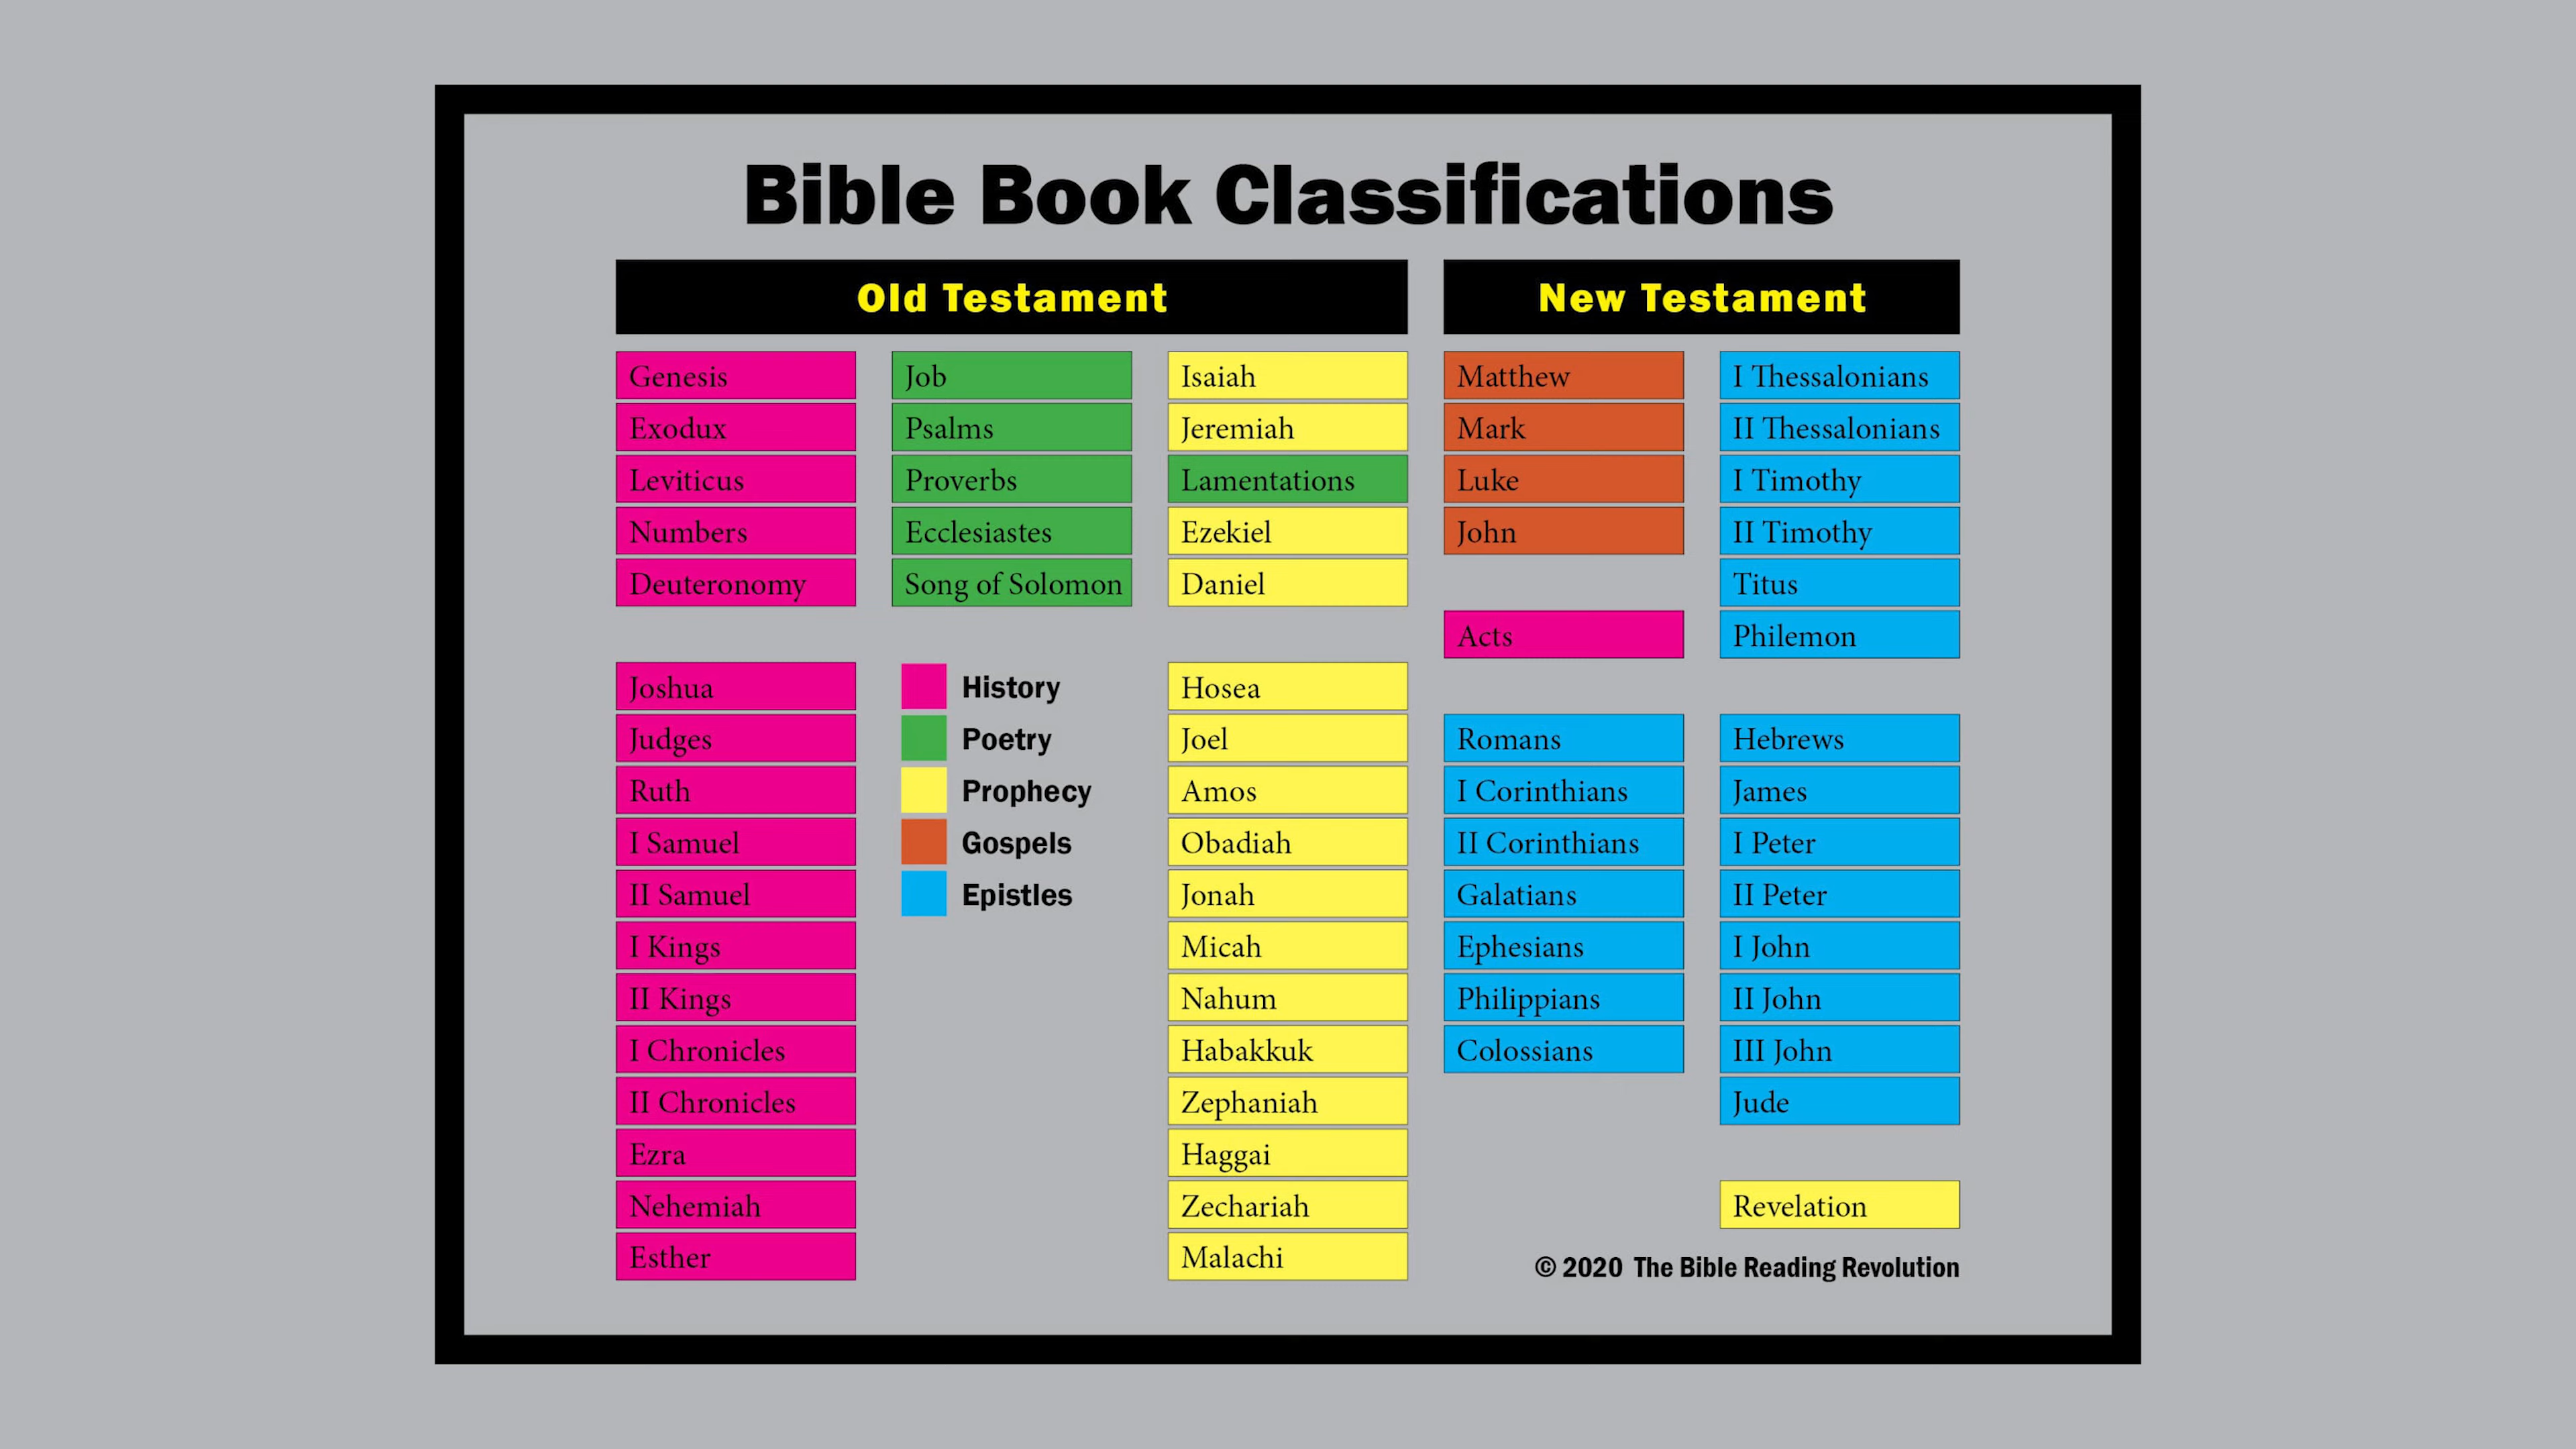 Bible Book Classifications
Old Testament
Genesis
Exodux
Leviticus
Numbers
Deuteronomy
Joshua
Judges
Ruth
I Samuel
II Samuel
I Kings
II Kings
I Chronicles
II Chronicles
Ezra
Nehemiah
Esther
Job
Psalms
Proverbs
Ecclesiastes
Song of Solomon
History
Poetry
Prophecy
Gospels
Epistles
Isaiah
Jeremiah
Lamentations
Ezekiel
Daniel
Hosea
Joel
Amos
Obadiah
Jonah
Micah
Nahum
Habakkuk
Zephaniah
Haggai
Zechariah
Malachi
New Testament
Matthew
Mark
Luke
John
Acts
Romans
I Corinthians
II Corinthians
Galatians
Ephesians
Philippians
Colossians
I Thessalonians
II Thessalonians
I Timothy
II Timothy
Titus
Philemon
Hebrews
James
I Peter
II Peter
I John
II John
III John
Jude
Revelation
© 2020 The Bible Reading Revolution